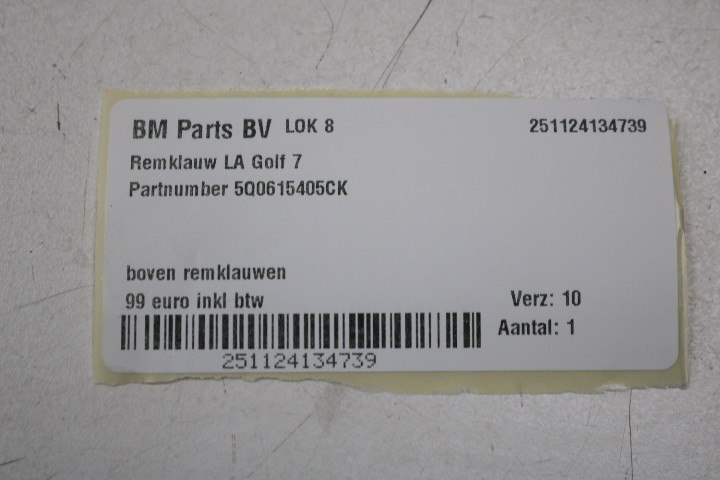 BM Parts BV LOK 8 251124134739
Remklauw LA Golf 7
Partnumber 5Q0615405CK
boven remklauwen
99 euro inkl btw Verz: 10
Aantal: 1
251124134739